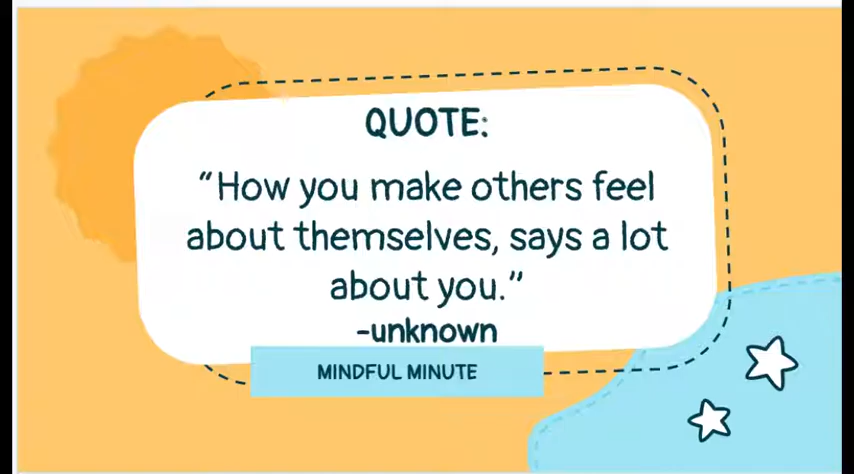 QUOTE:
“How you make others feel
about themselves, says a lot
about you.”
-unknown
MINDFUL MINUTE